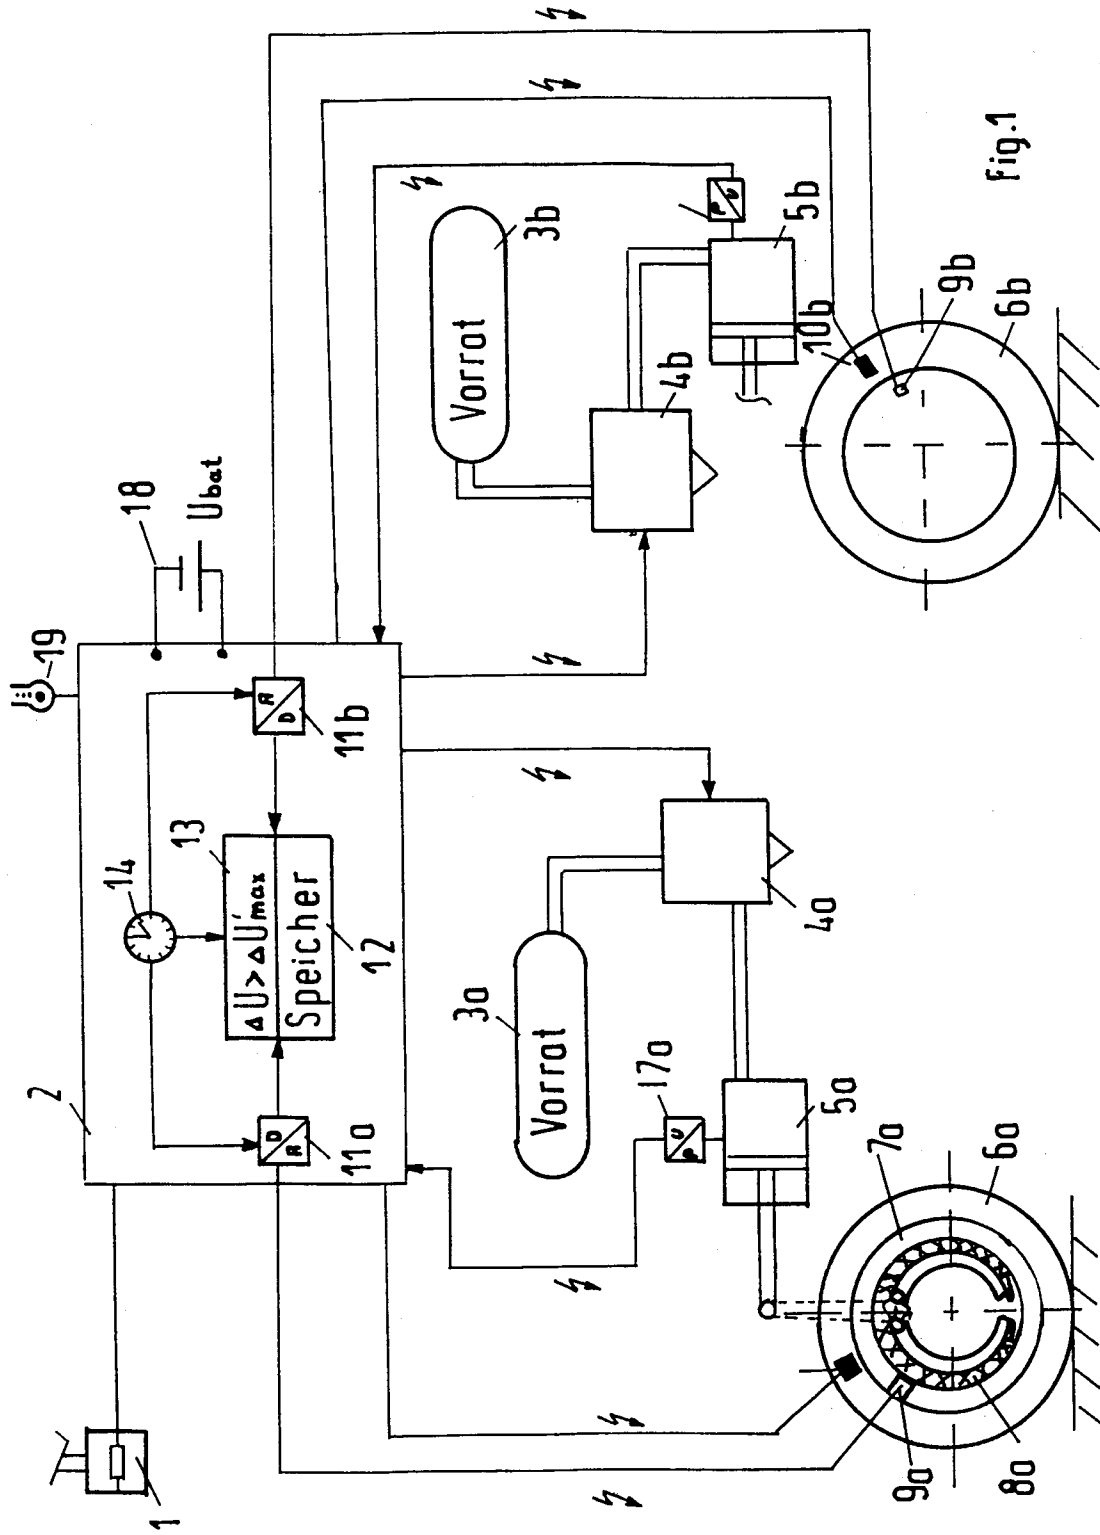 19
2
14
18
1
13
Ubat
ΔU > ΔU'max
D
A
A
D
Speicher
11a
11b
12
Vorrat
3a
3b
Vorrat
17a
4b
P
U
P
U
5b
10b
4a
5a
7a
9a
9b
6a
Fig.1
6b
8a